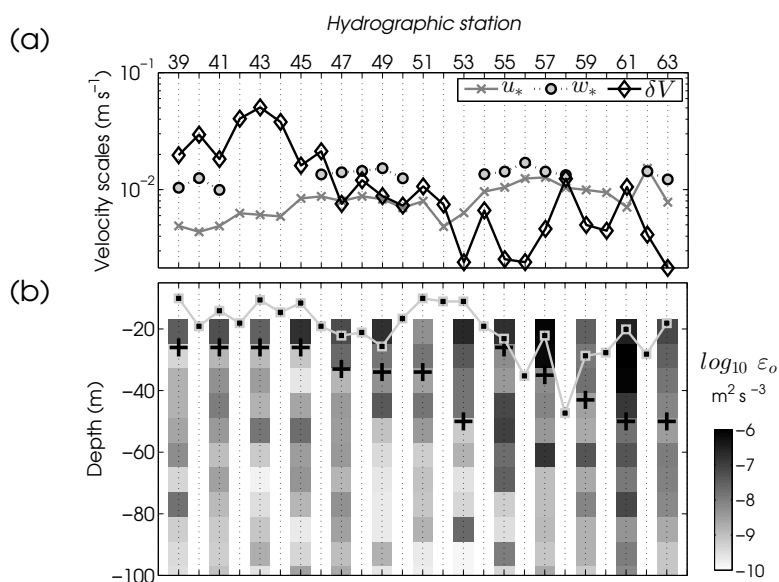 Hydrographic station
(a)
39 41 43 45 47 49 51 53 55 57 59 61 63
10⁻¹
10⁻²
Velocity scales (m s⁻¹)
u* w* δV
(b)
−20
−40
−60
−80
−100
Depth (m)
log₁₀ εₒ
m² s⁻³
−6
−7
−8
−9
−10